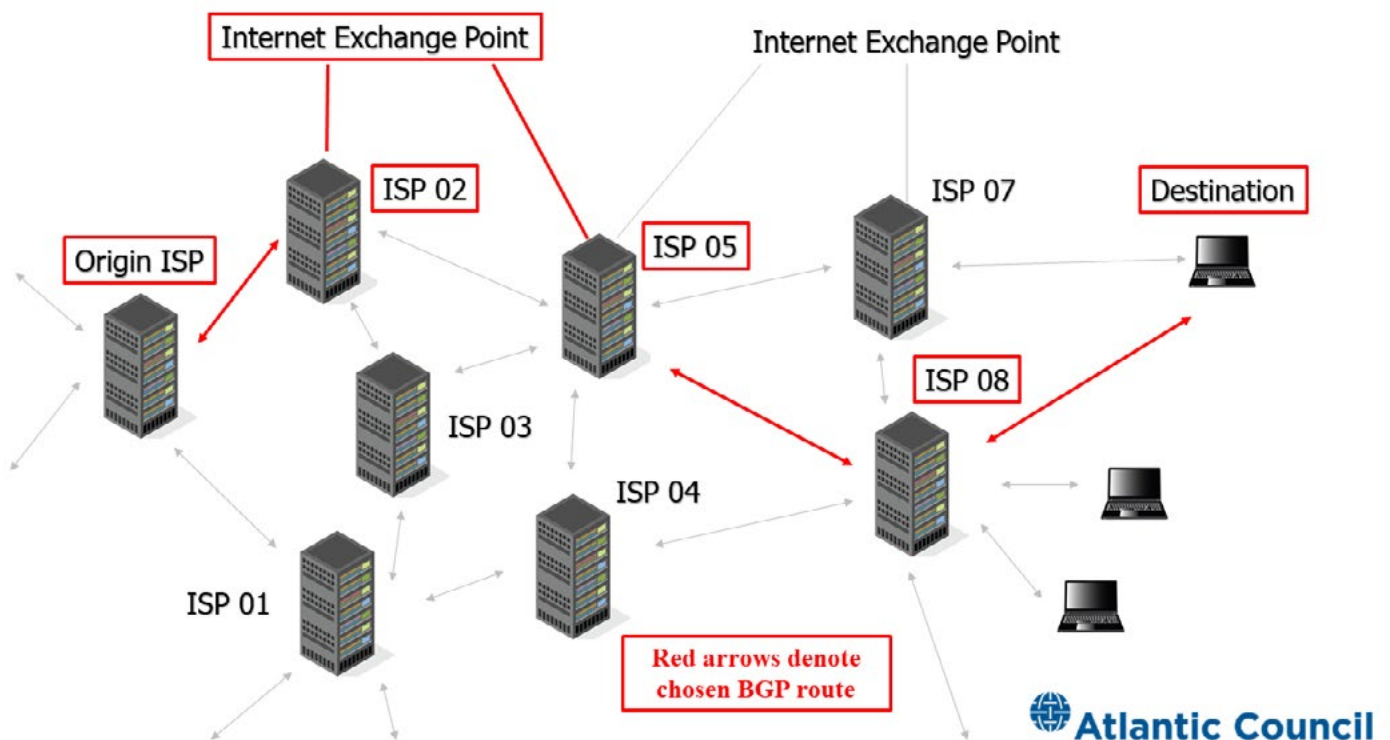 Internet Exchange Point
Internet Exchange Point
ISP 02
ISP 07
Destination
Origin ISP
ISP 05
ISP 08
ISP 03
ISP 04
ISP 01
Red arrows denote
chosen BGP route
Atlantic Council